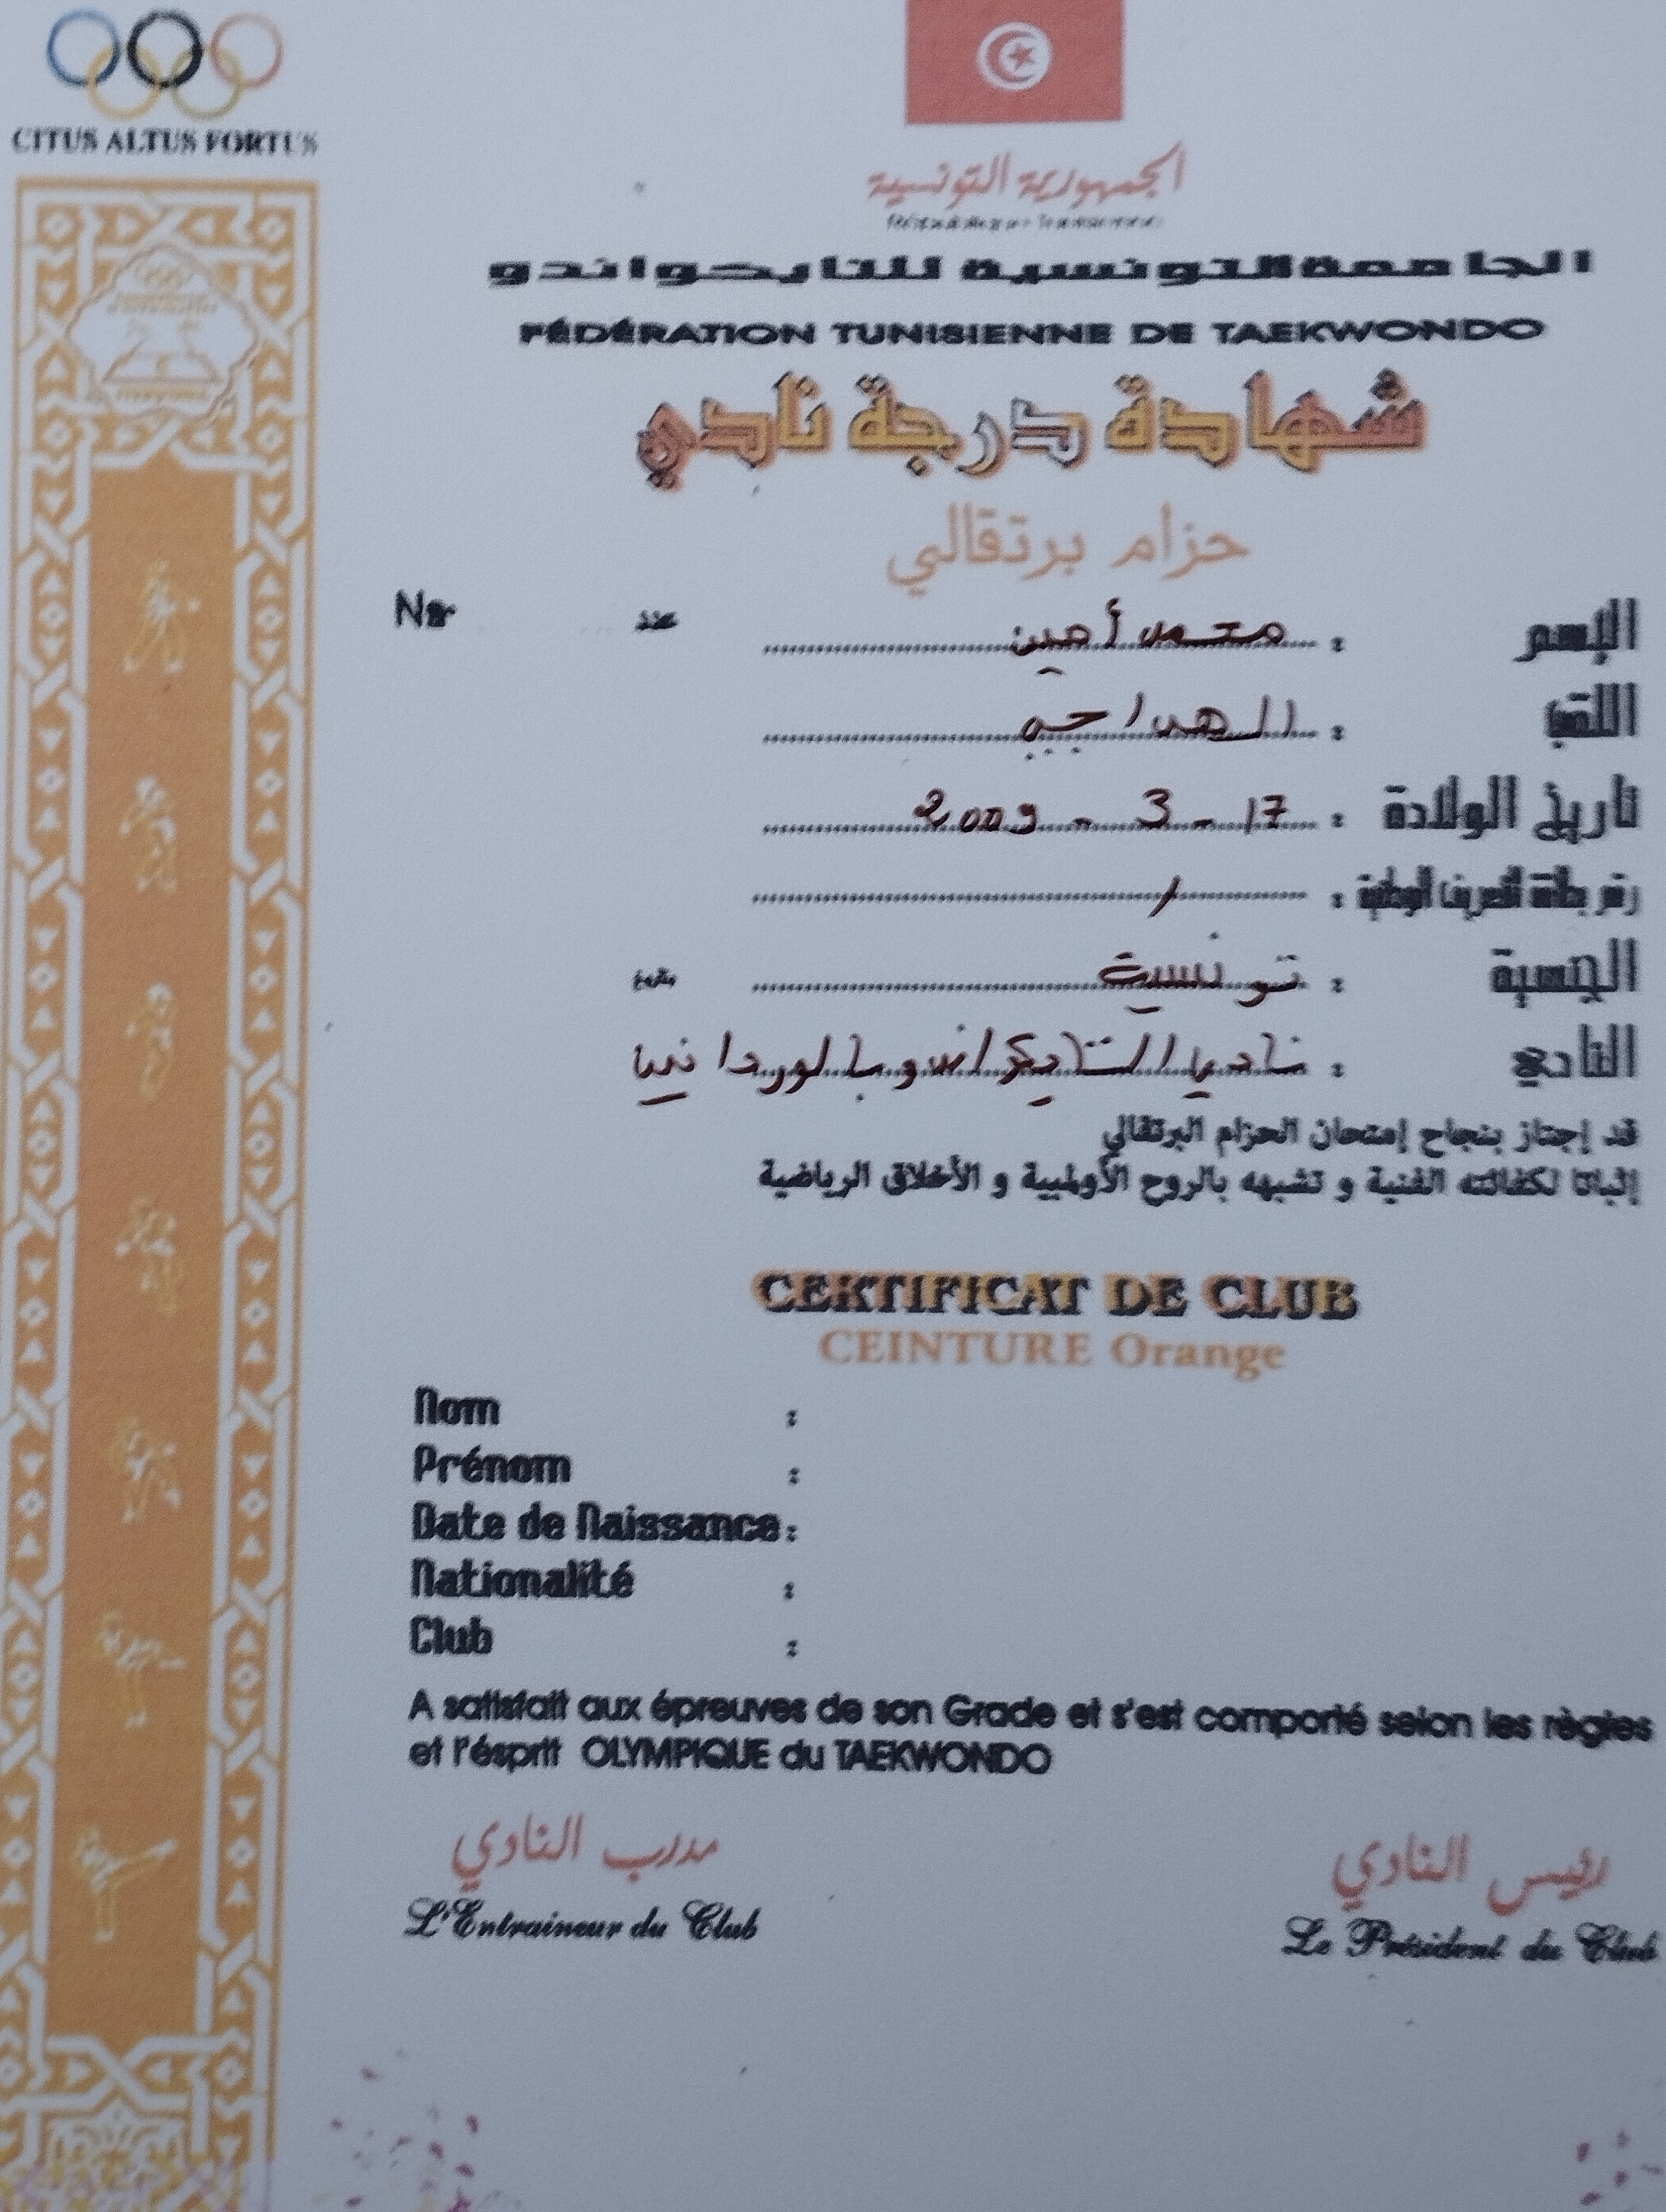 CITUS ALTUS FORTUS
الجمهورية التونسية
République Tunisienne
الجامعة التونسية للتايكواندو
FÉDÉRATION TUNISIENNE DE TAEKWONDO
شهادة درجة نادي
حزام برتقالي
عدد
الإسم : محمد أمين
اللقب : الهداجي
تاريخ الولادة : 17 - 3 - 2009
رقم بطاقة التعريف الوطنية : /
الجنسية : تونسية
النادي : نادي التايكواندو بالوردانين
قد إجتاز بنجاح إمتحان الحزام البرتقالي
إثباتا لكفائته الفنية و تشبهه بالروح الأولمبية و الأخلاق الرياضية
CERTIFICAT DE CLUB
CEINTURE Orange
Nom :
Prénom :
Date de Naissance :
Nationalité :
Club :
A satisfait aux épreuves de son Grade et s'est comporté selon les règles
et l'ésprit OLYMPIQUE du TAEKWONDO
رئيس النادي
مدرب النادي
L'Entraineur du Club
Le Président du Club